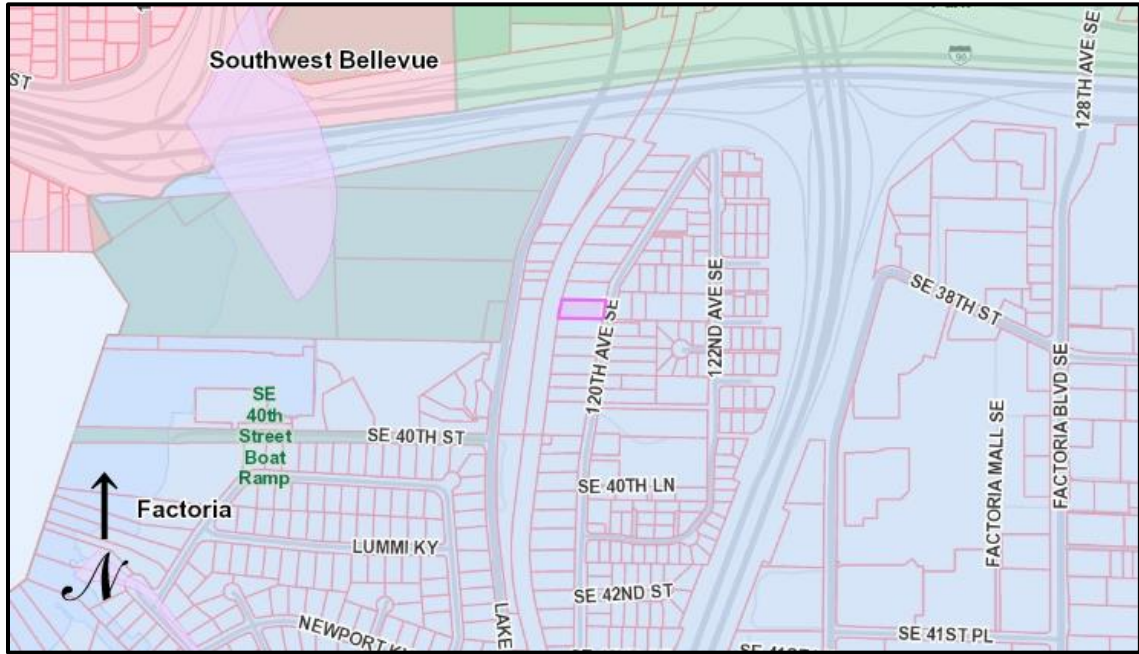 Southwest Bellevue
ST
90
128TH AVE SE
SE 38TH ST
122ND AVE SE
120TH AVE SE
SE
40th
Street
Boat
Ramp
SE 40TH ST
SE 40TH LN
FACTORIA MALL SE
FACTORIA BLVD SE
Factoria
LUMMI KY
N
SE 42ND ST
LAKE
NEWPORT KY
SE 41ST PL